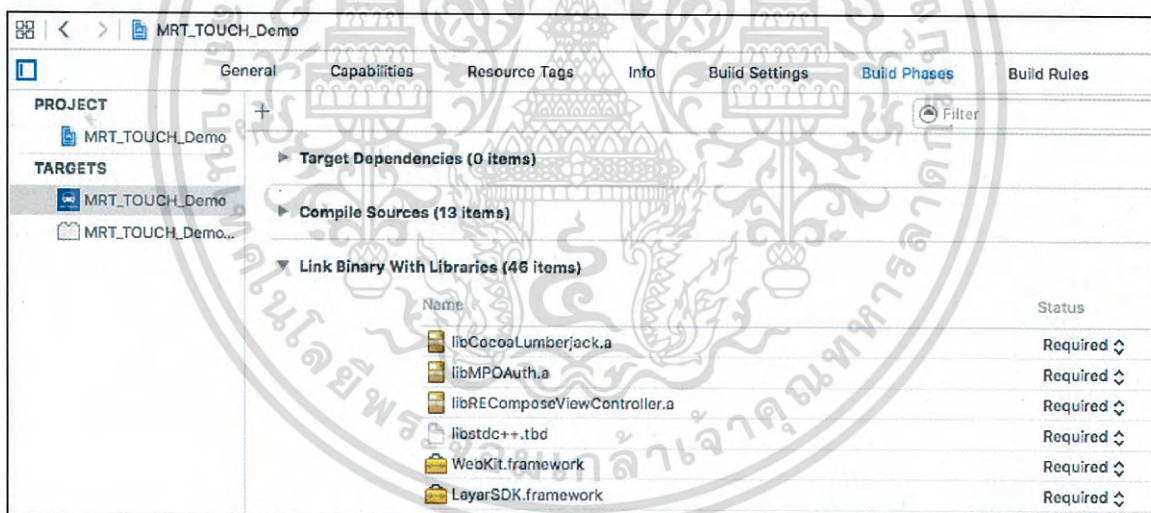 MRT_TOUCH_Demo
General Capabilities Resource Tags Info Build Settings Build Phases Build Rules
PROJECT
Filter
MRT_TOUCH_Demo
Target Dependencies (0 items)
TARGETS
MRT_TOUCH_Demo
Compile Sources (13 items)
MRT_TOUCH_Demo...
Link Binary With Libraries (46 items)
Name Status
libCocoaLumberjack.a Required
libMPOAuth.a Required
libREComposeViewController.a Required
libstdc++.tbd Required
WebKit.framework Required
LayarSDK.framework Required